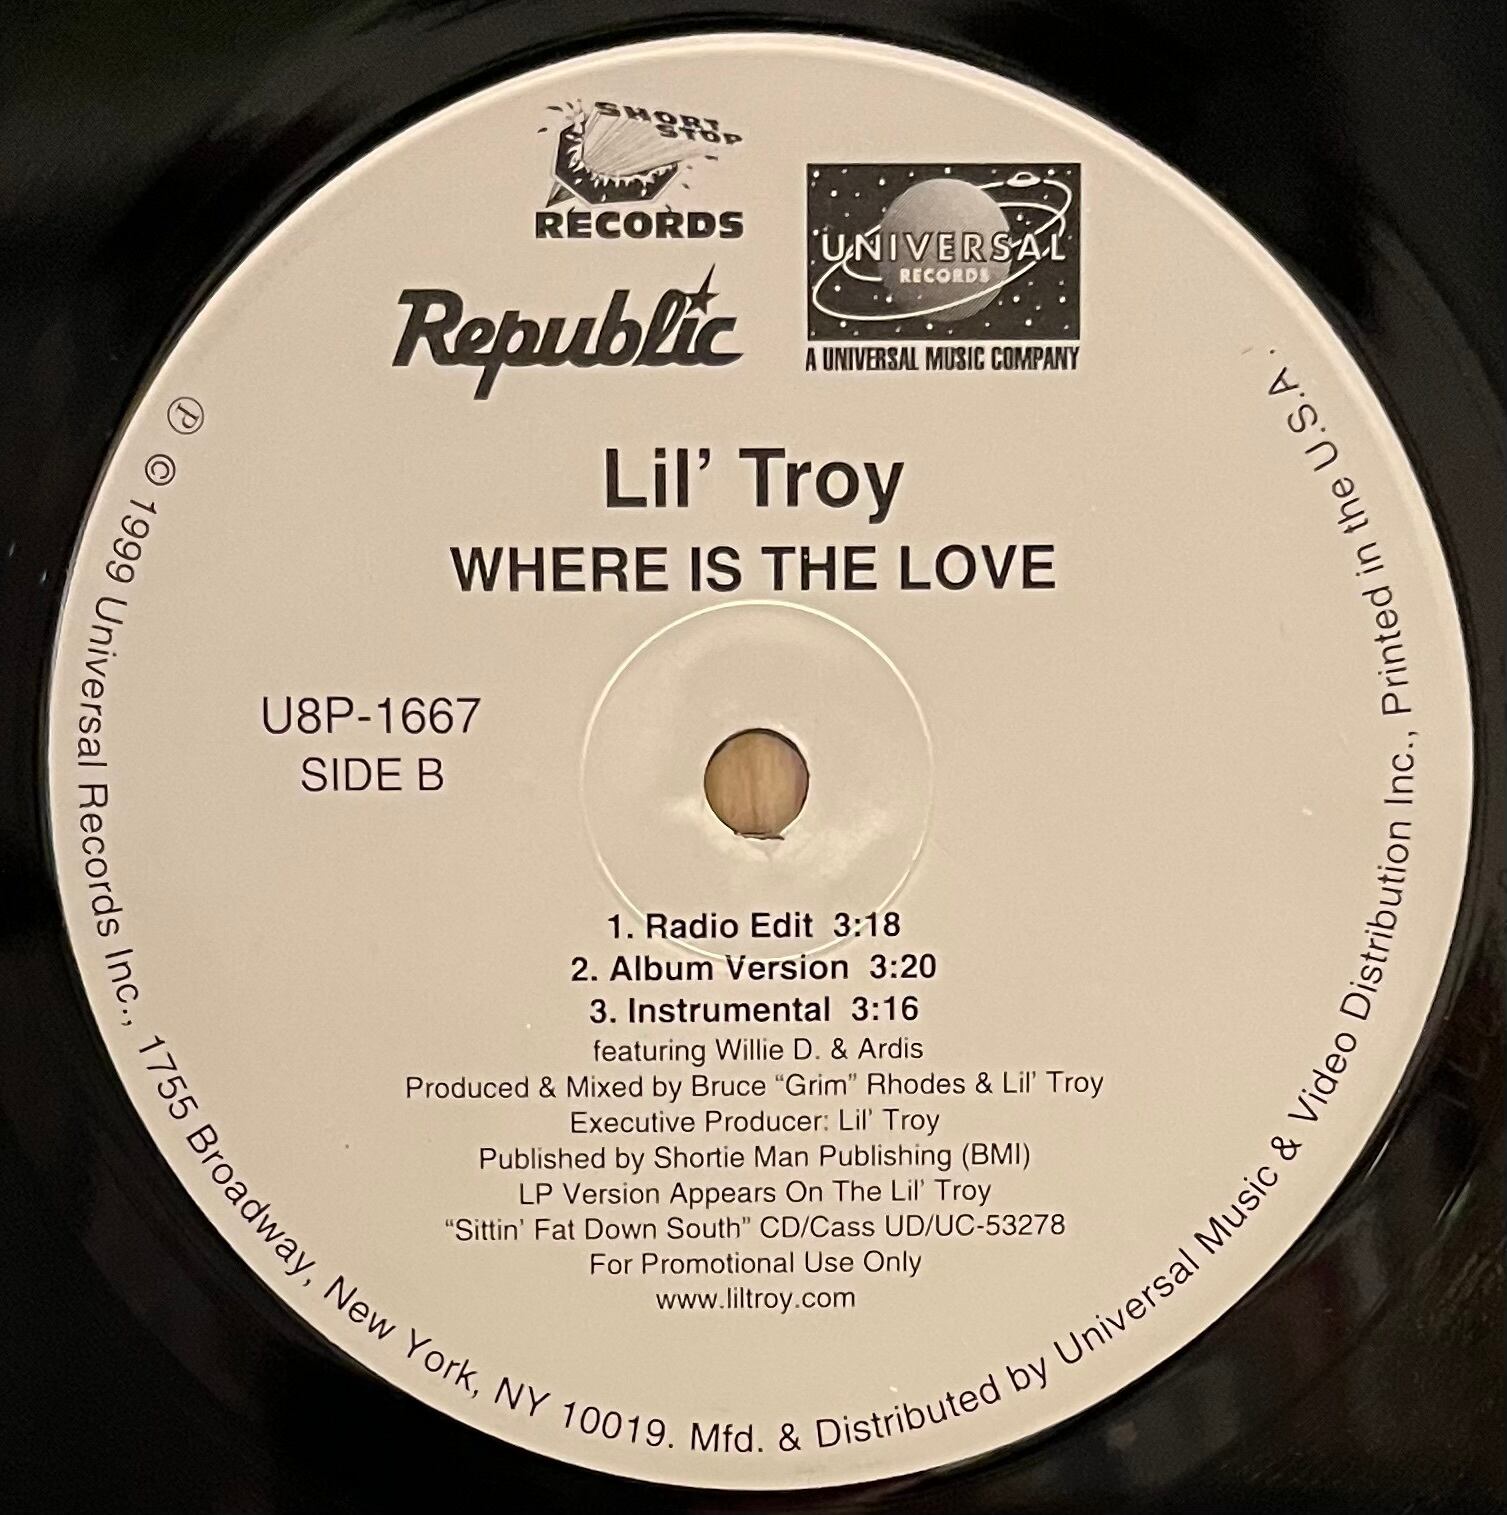 SHORT
STOP
RECORDS
Republic
UNIVERSAL
RECORDS
A UNIVERSAL MUSIC COMPANY
Lil’ Troy
WHERE IS THE LOVE
U8P-1667
SIDE B
1. Radio Edit 3:18
2. Album Version 3:20
3. Instrumental 3:16
featuring Willie D. & Ardis
Produced & Mixed by Bruce “Grim” Rhodes & Lil’ Troy
Executive Producer: Lil’ Troy
Published by Shortie Man Publishing (BMI)
LP Version Appears On The Lil’ Troy
“Sittin’ Fat Down South” CD/Cass UD/UC-53278
For Promotional Use Only
www.liltroy.com
Ⓟ © 1999 Universal Records Inc., 1755 Broadway, New York, NY 10019. Mfd. & Distributed by Universal Music & Video Distribution Inc., Printed in the U.S.A.